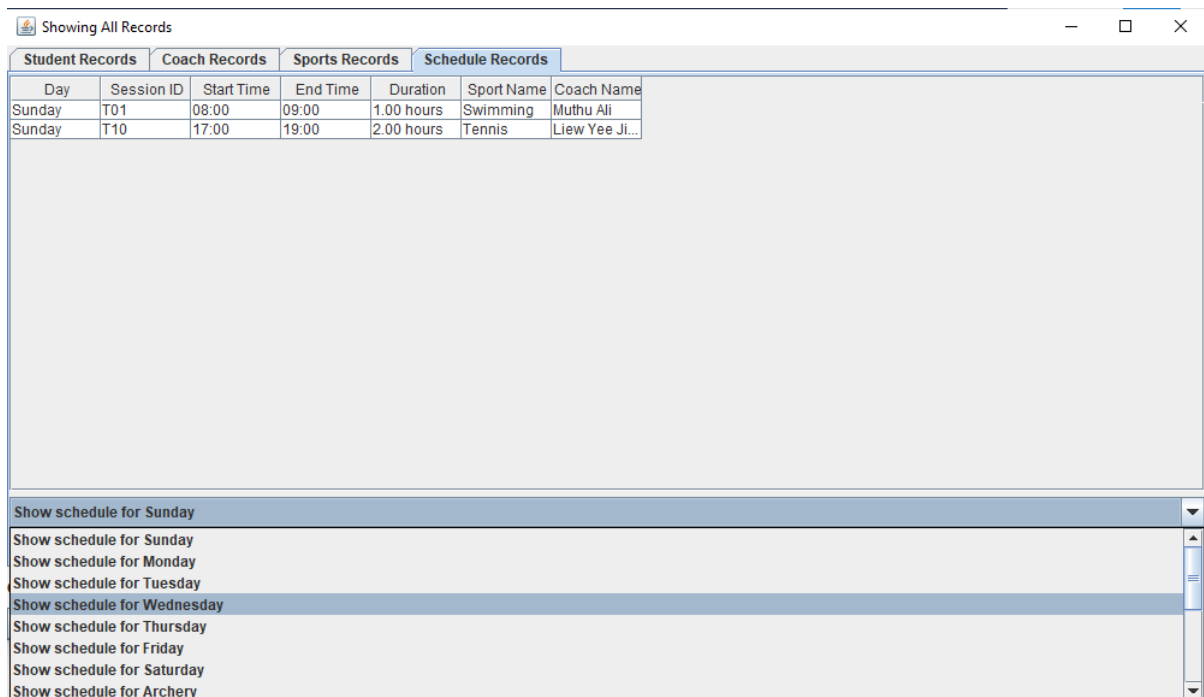 Showing All Records
Student Records Coach Records Sports Records Schedule Records
Day Session ID Start Time End Time Duration Sport Name Coach Name
Sunday T01 08:00 09:00 1.00 hours Swimming Muthu Ali
Sunday T10 17:00 19:00 2.00 hours Tennis Liew Yee Ji...
Show schedule for Sunday
Show schedule for Sunday
Show schedule for Monday
Show schedule for Tuesday
Show schedule for Wednesday
Show schedule for Thursday
Show schedule for Friday
Show schedule for Saturday
Show schedule for Archery